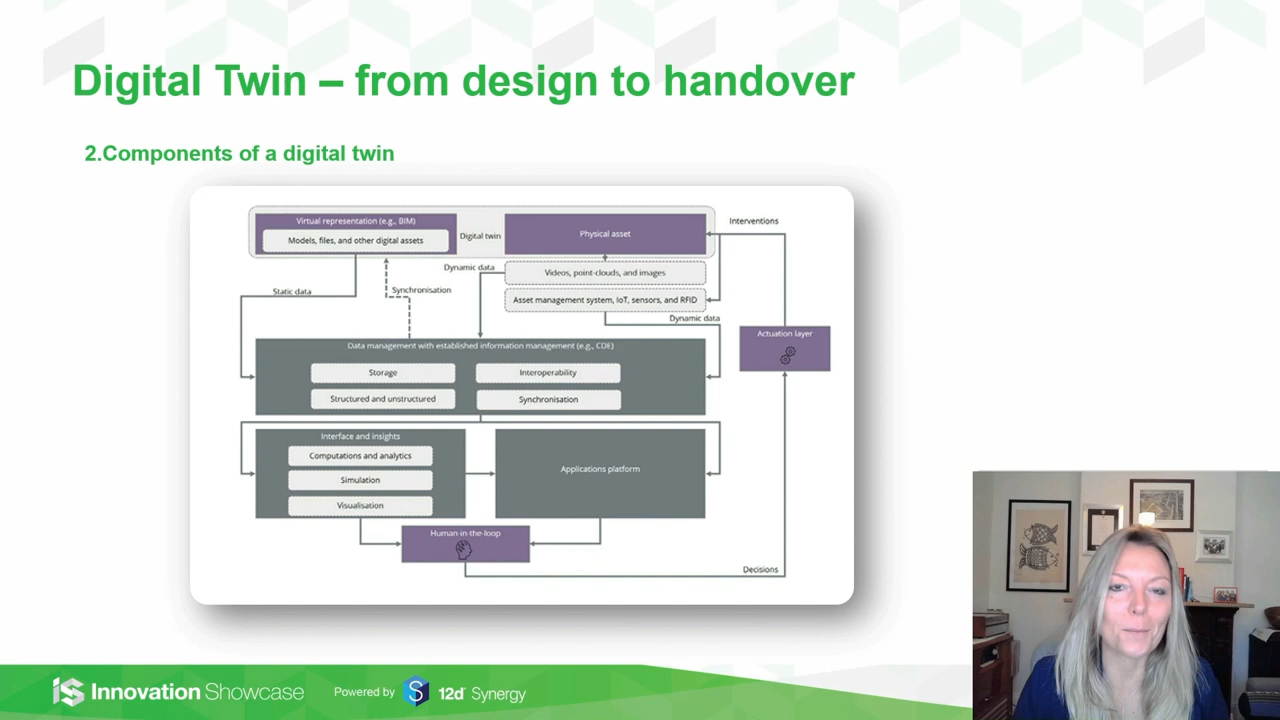 Digital Twin – from design to handover
2.Components of a digital twin
Virtual representation (e.g., BIM)
Models, files, and other digital assets
Digital twin
Physical asset
Interventions
Dynamic data
Videos, point-clouds, and images
Static data
Synchronisation
Asset management system, IoT, sensors, and RFID
Dynamic data
Actuation layer
Data management with established information management (e.g., CDE)
Storage
Interoperability
Structured and unstructured
Synchronisation
Interface and insights
Computations and analytics
Simulation
Visualisation
Applications platform
Human-in-the-loop
Decisions
iS Innovation Showcase
Powered by S 12d Synergy